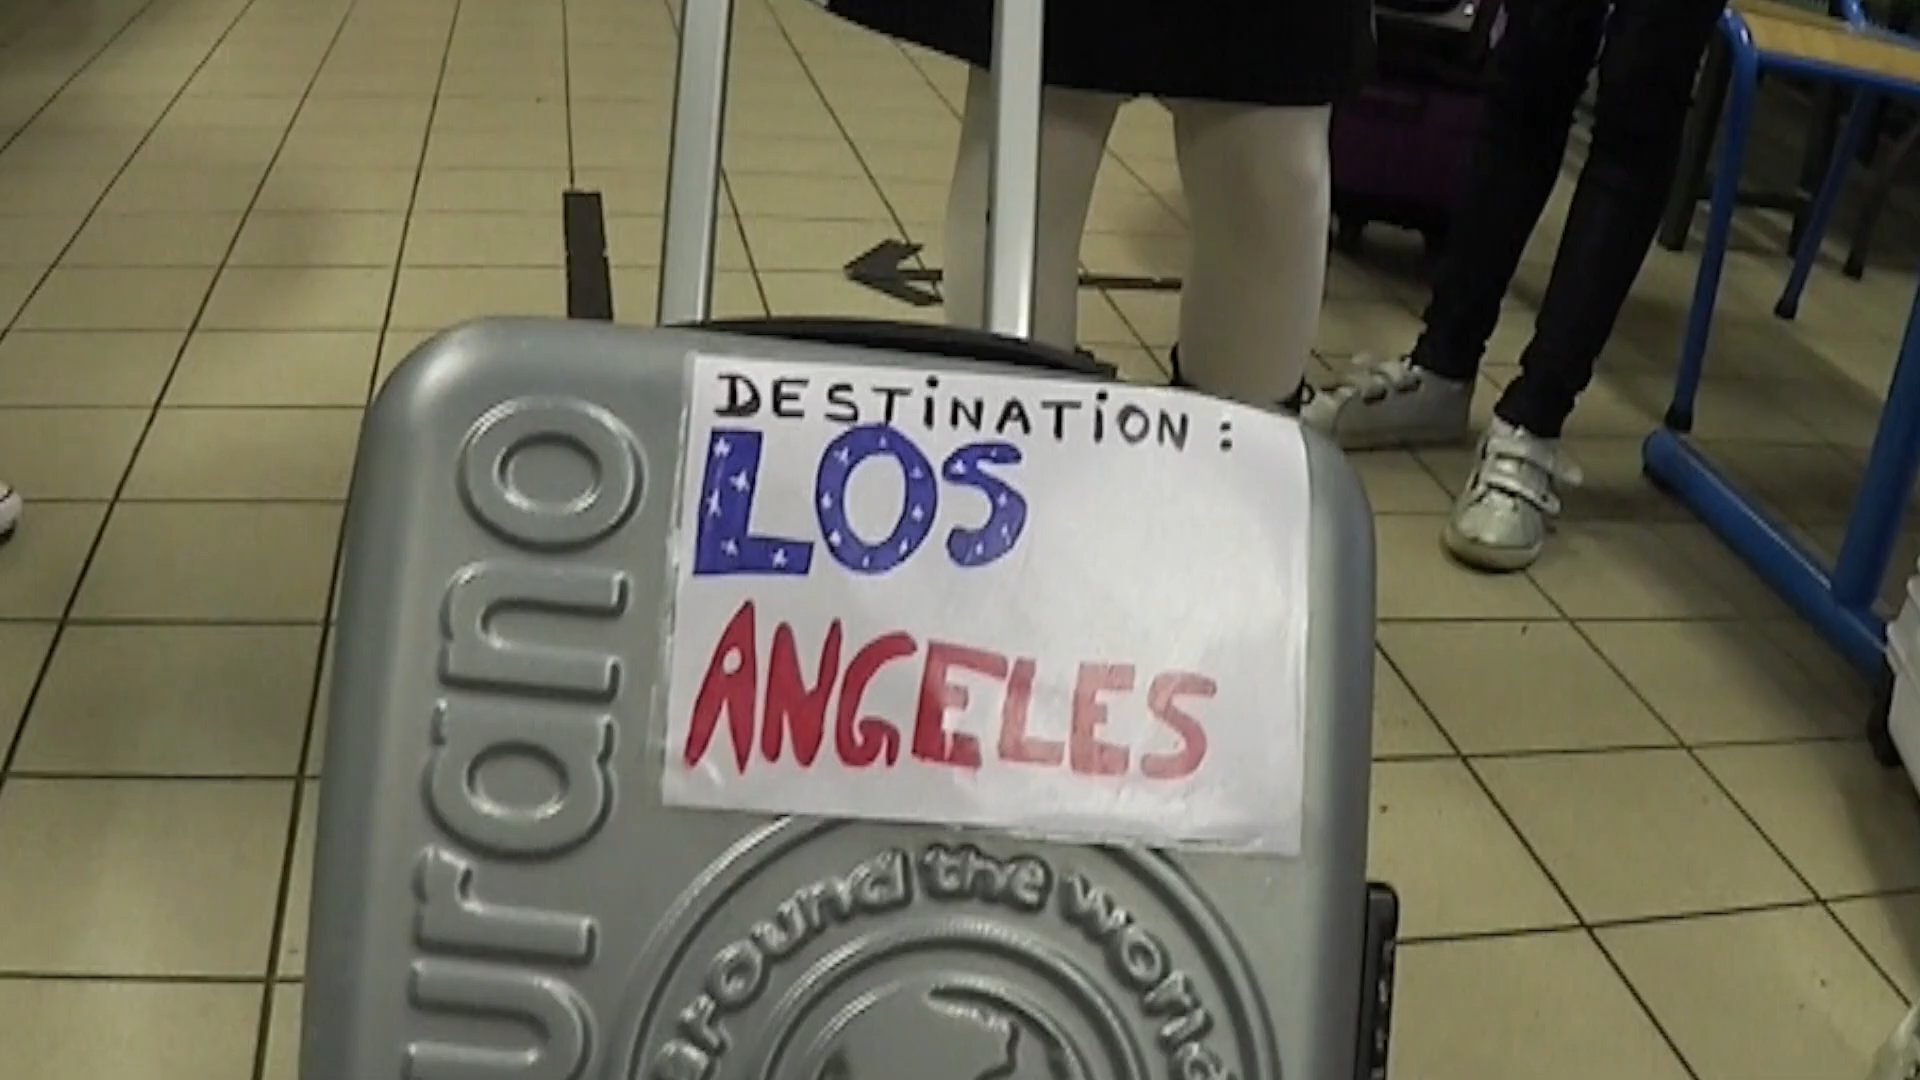 DESTiNATiON :
LOS
ANGELES
urano
around the world